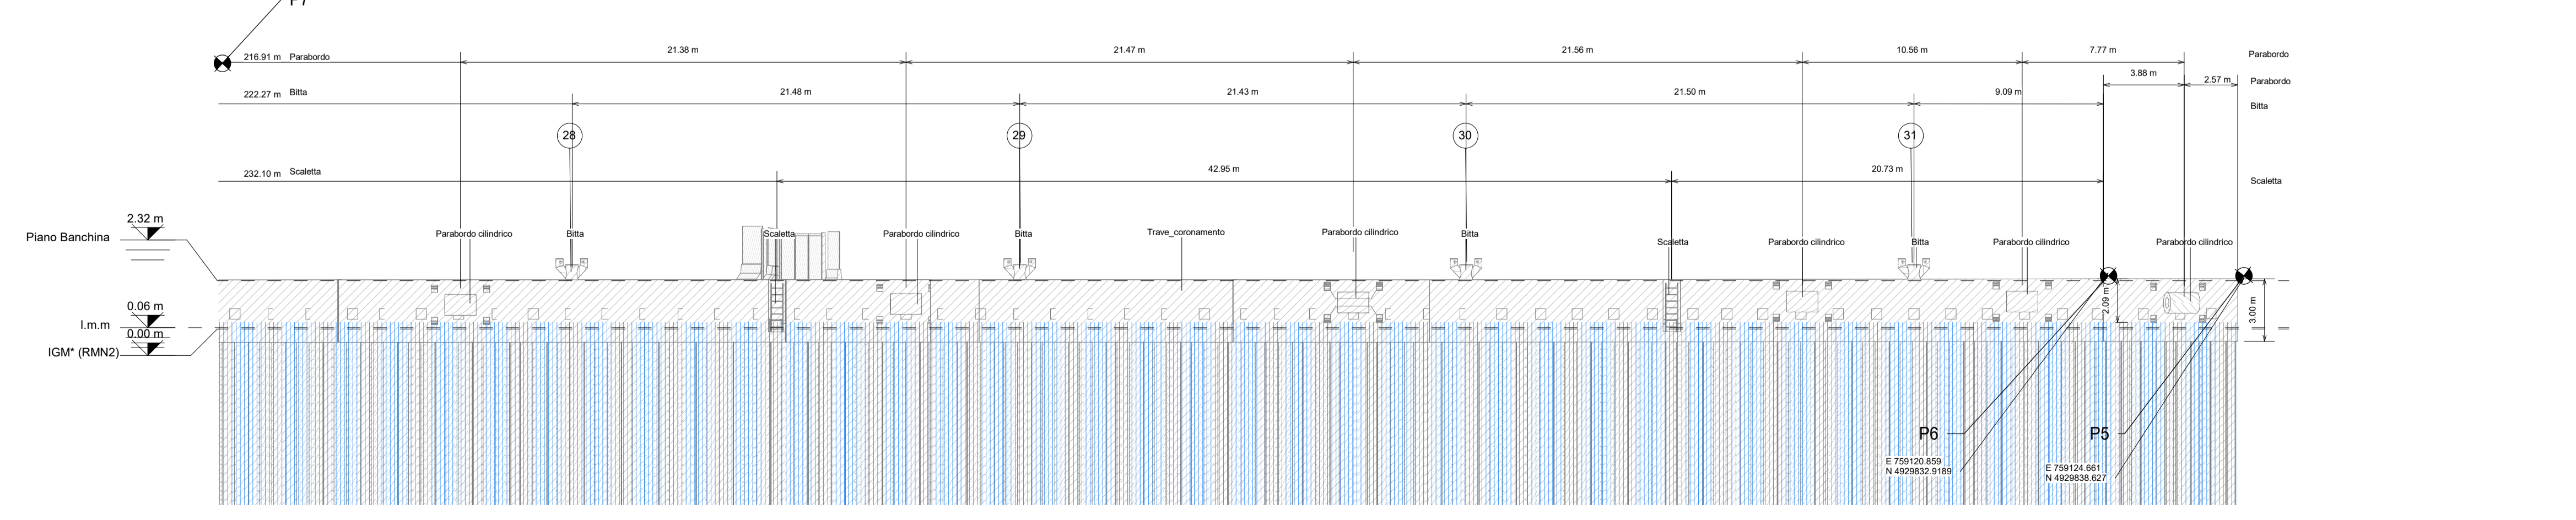 P7
21.38 m
21.47 m
21.56 m
10.56 m
7.77 m
216.91 m Parabordo
Parabordo
3.88 m
2.57 m
Parabordo
222.27 m Bitta
21.48 m
21.43 m
21.50 m
9.09 m
Bitta
28
29
30
31
232.10 m Scaletta
42.95 m
20.73 m
Scaletta
2.32 m
Piano Banchina
Parabordo cilindrico
Bitta
Scaletta
Parabordo cilindrico
Bitta
Trave_coronamento
Parabordo cilindrico
Bitta
Scaletta
Parabordo cilindrico
Bitta
Parabordo cilindrico
Parabordo cilindrico
0.06 m
l.m.m
0.00 m
IGM* (RMN2)
2.09 m
3.00 m
P6
P5
E 759120.859
N 4929832.9189
E 759124.661
N 4929838.627